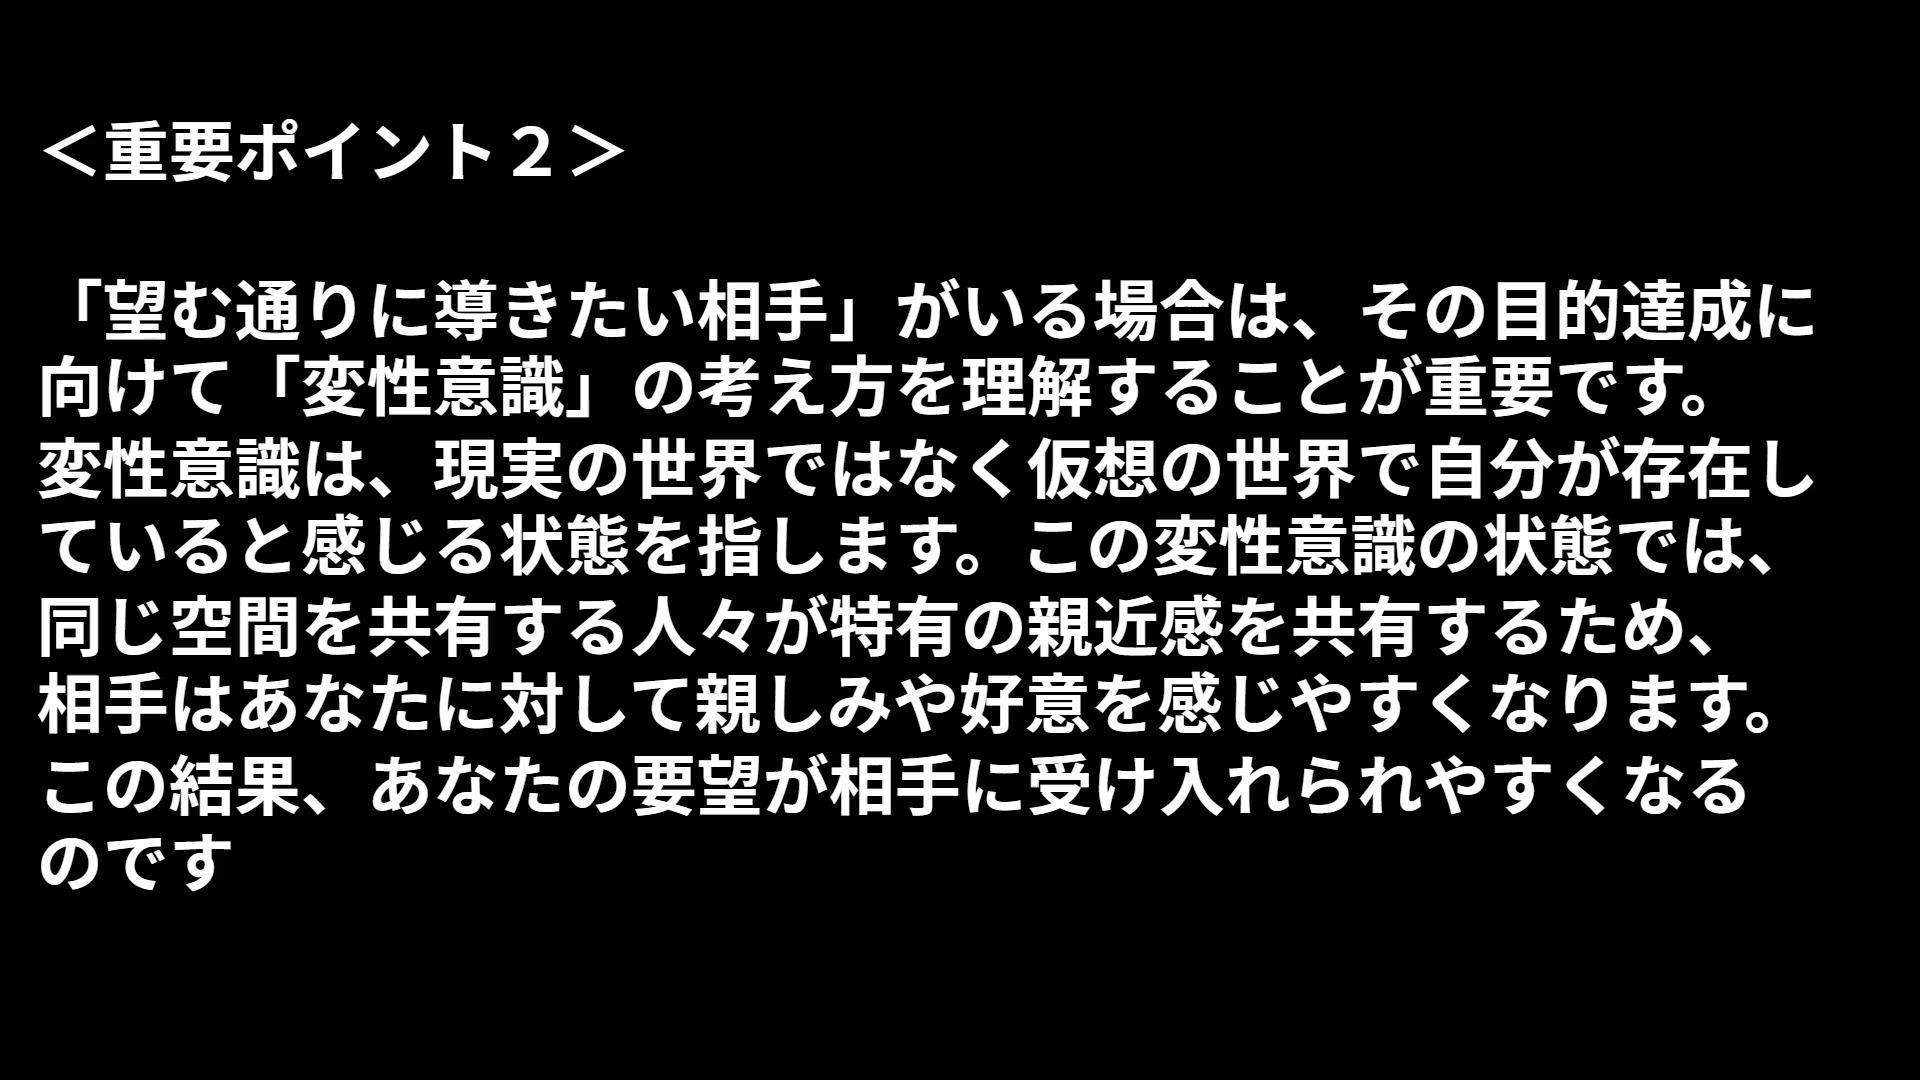 ＜重要ポイント２＞
「望む通りに導きたい相手」がいる場合は、その目的達成に
向けて「変性意識」の考え方を理解することが重要です。
変性意識は、現実の世界ではなく仮想の世界で自分が存在し
ていると感じる状態を指します。この変性意識の状態では、
同じ空間を共有する人々が特有の親近感を共有するため、
相手はあなたに対して親しみや好意を感じやすくなります。
この結果、あなたの要望が相手に受け入れられやすくなる
のです